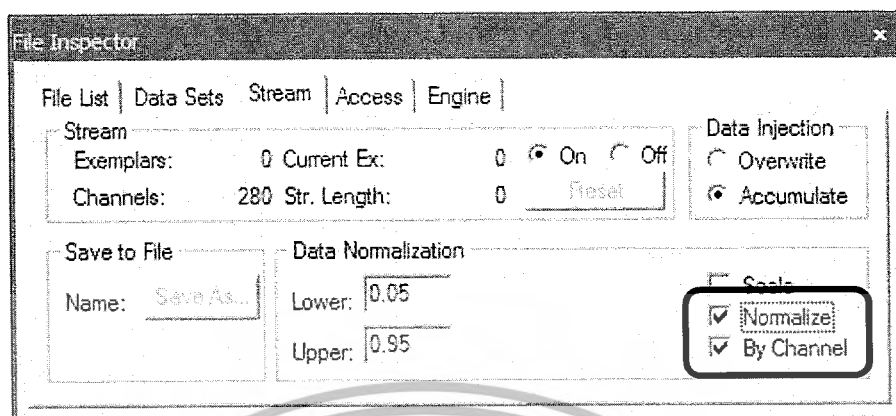 File Inspector
File List Data Sets Stream Access Engine
Stream
Exemplars: 0 Current Ex: 0 On Off
Channels: 280 Str. Length: 0 Reset
Data Injection
Overwrite
Accumulate
Save to File
Name: Save As...
Data Normalization
Lower: 0.05
Upper: 0.95
Scale
Normalize
By Channel